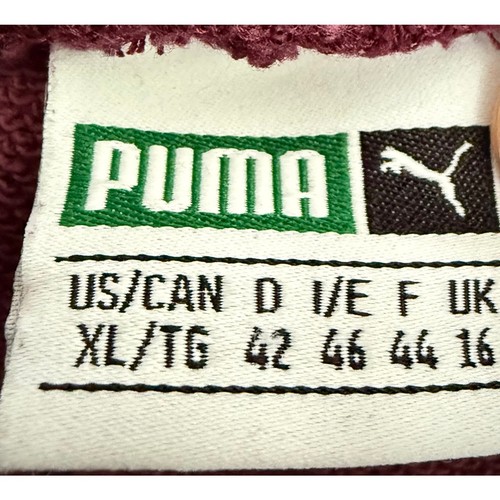 PUMA
US/CAN D I/E F UK
XL/TG 42 46 44 16